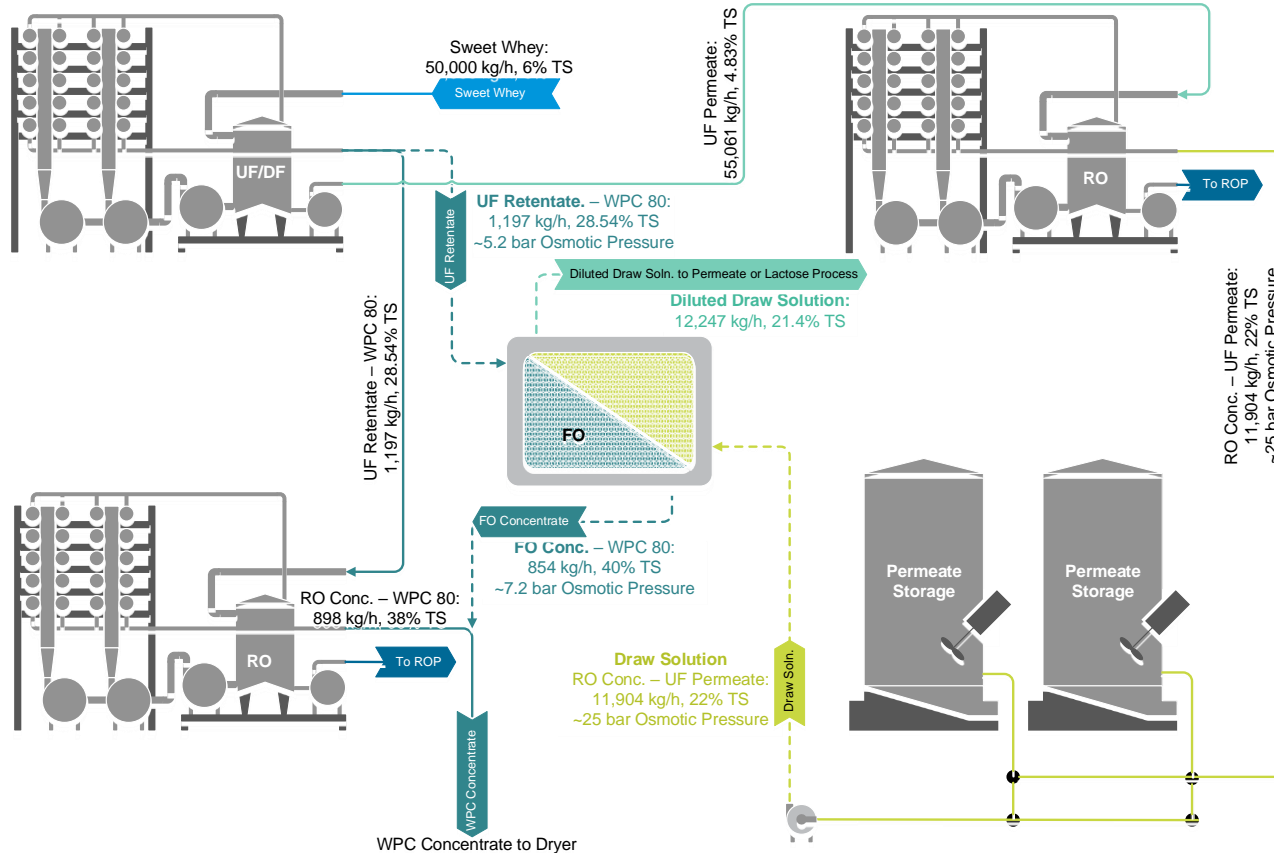 Sweet Whey:
50,000 kg/h, 6% TS
Sweet Whey
UF Permeate:
55,061 kg/h, 4.83% TS
UF/DF
RO
To ROP
UF Retentate
UF Retentate. – WPC 80:
1,197 kg/h, 28.54% TS
~5.2 bar Osmotic Pressure
Diluted Draw Soln. to Permeate or Lactose Process
Diluted Draw Solution:
12,247 kg/h, 21.4% TS
RO Conc. – UF Permeate:
11,904 kg/h, 22% TS
~25 bar Osmotic Pressure
UF Retentate – WPC 80:
1,197 kg/h, 28.54% TS
FO
FO Concentrate
FO Conc. – WPC 80:
854 kg/h, 40% TS
~7.2 bar Osmotic Pressure
RO Conc. – WPC 80:
898 kg/h, 38% TS
RO
To ROP
Permeate
Storage
Permeate
Storage
Draw Solution
RO Conc. – UF Permeate:
11,904 kg/h, 22% TS
~25 bar Osmotic Pressure
Draw Soln.
WPC Concentrate
WPC Concentrate to Dryer